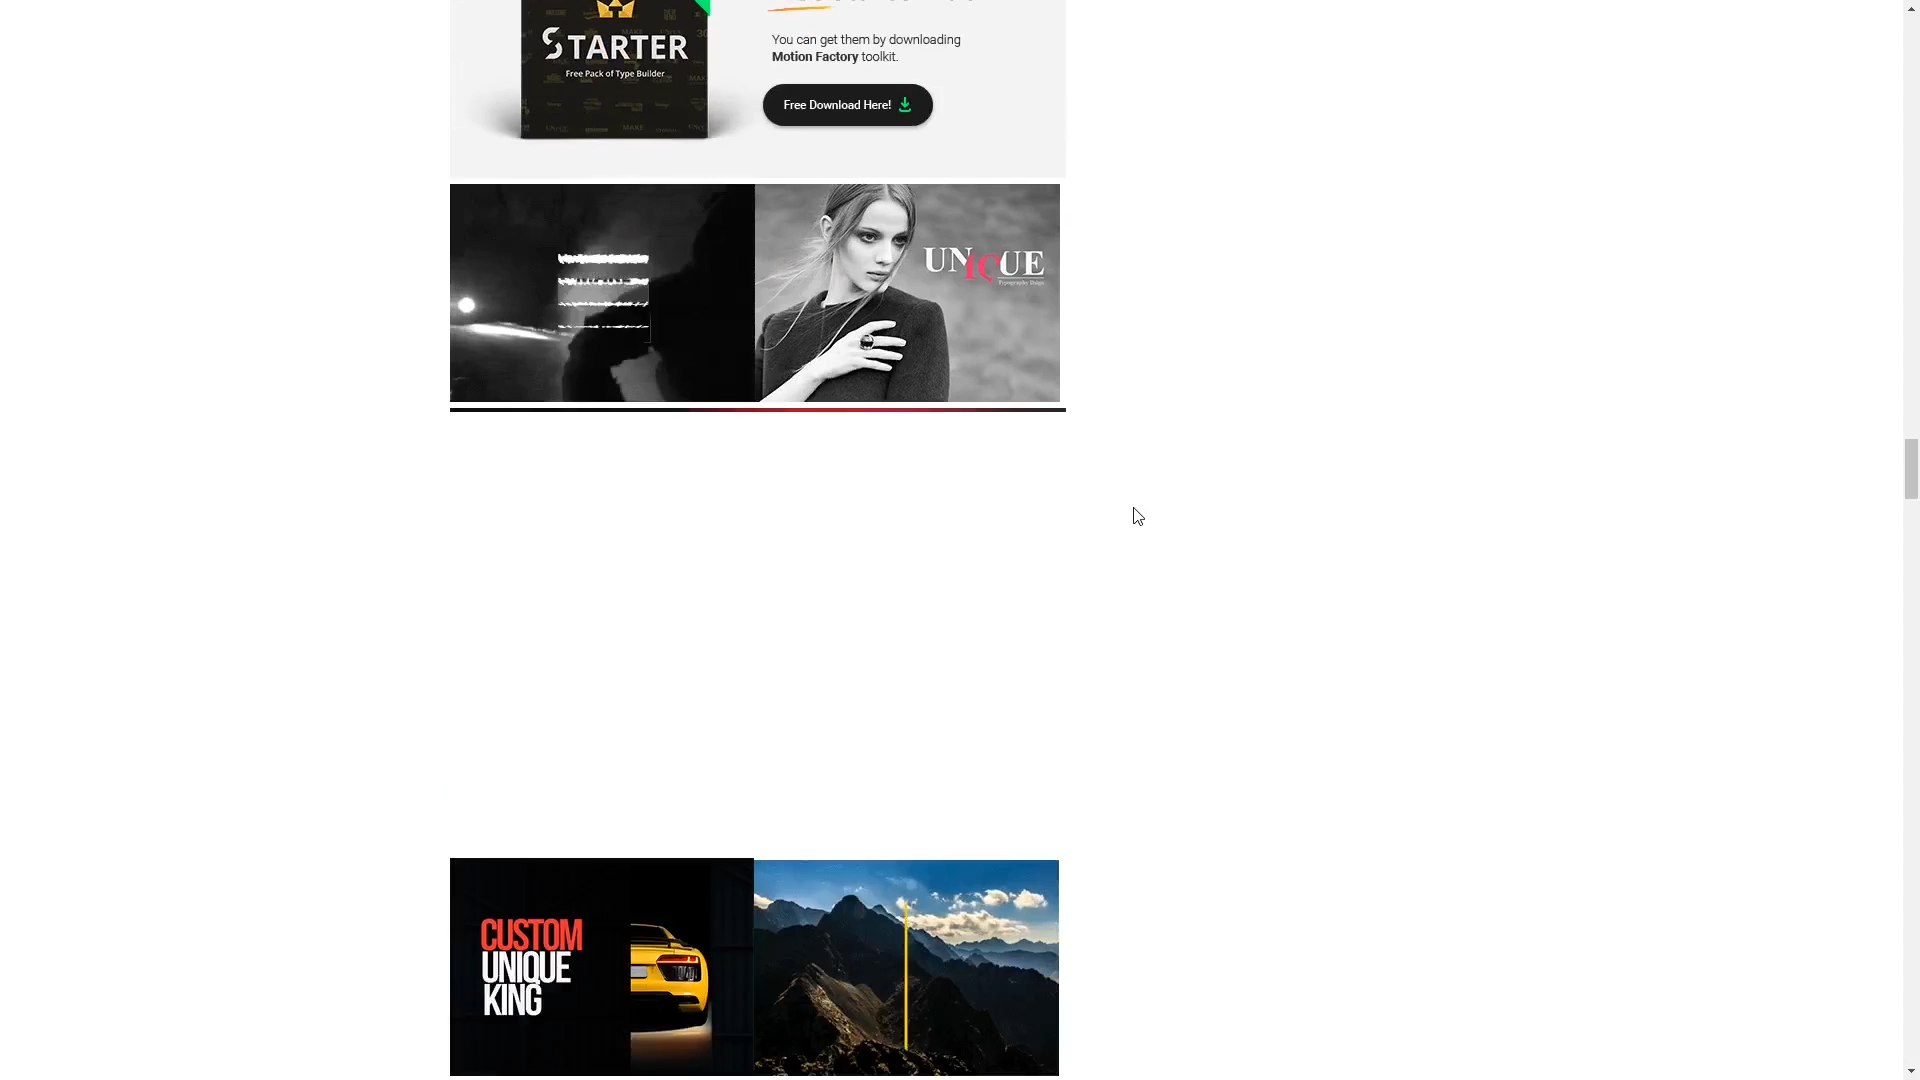 STARTER
Free Pack of Type Builder
You can get them by downloading
Motion Factory toolkit.
Free Download Here!
UNIQUE
CUSTOM
UNIQUE
KING